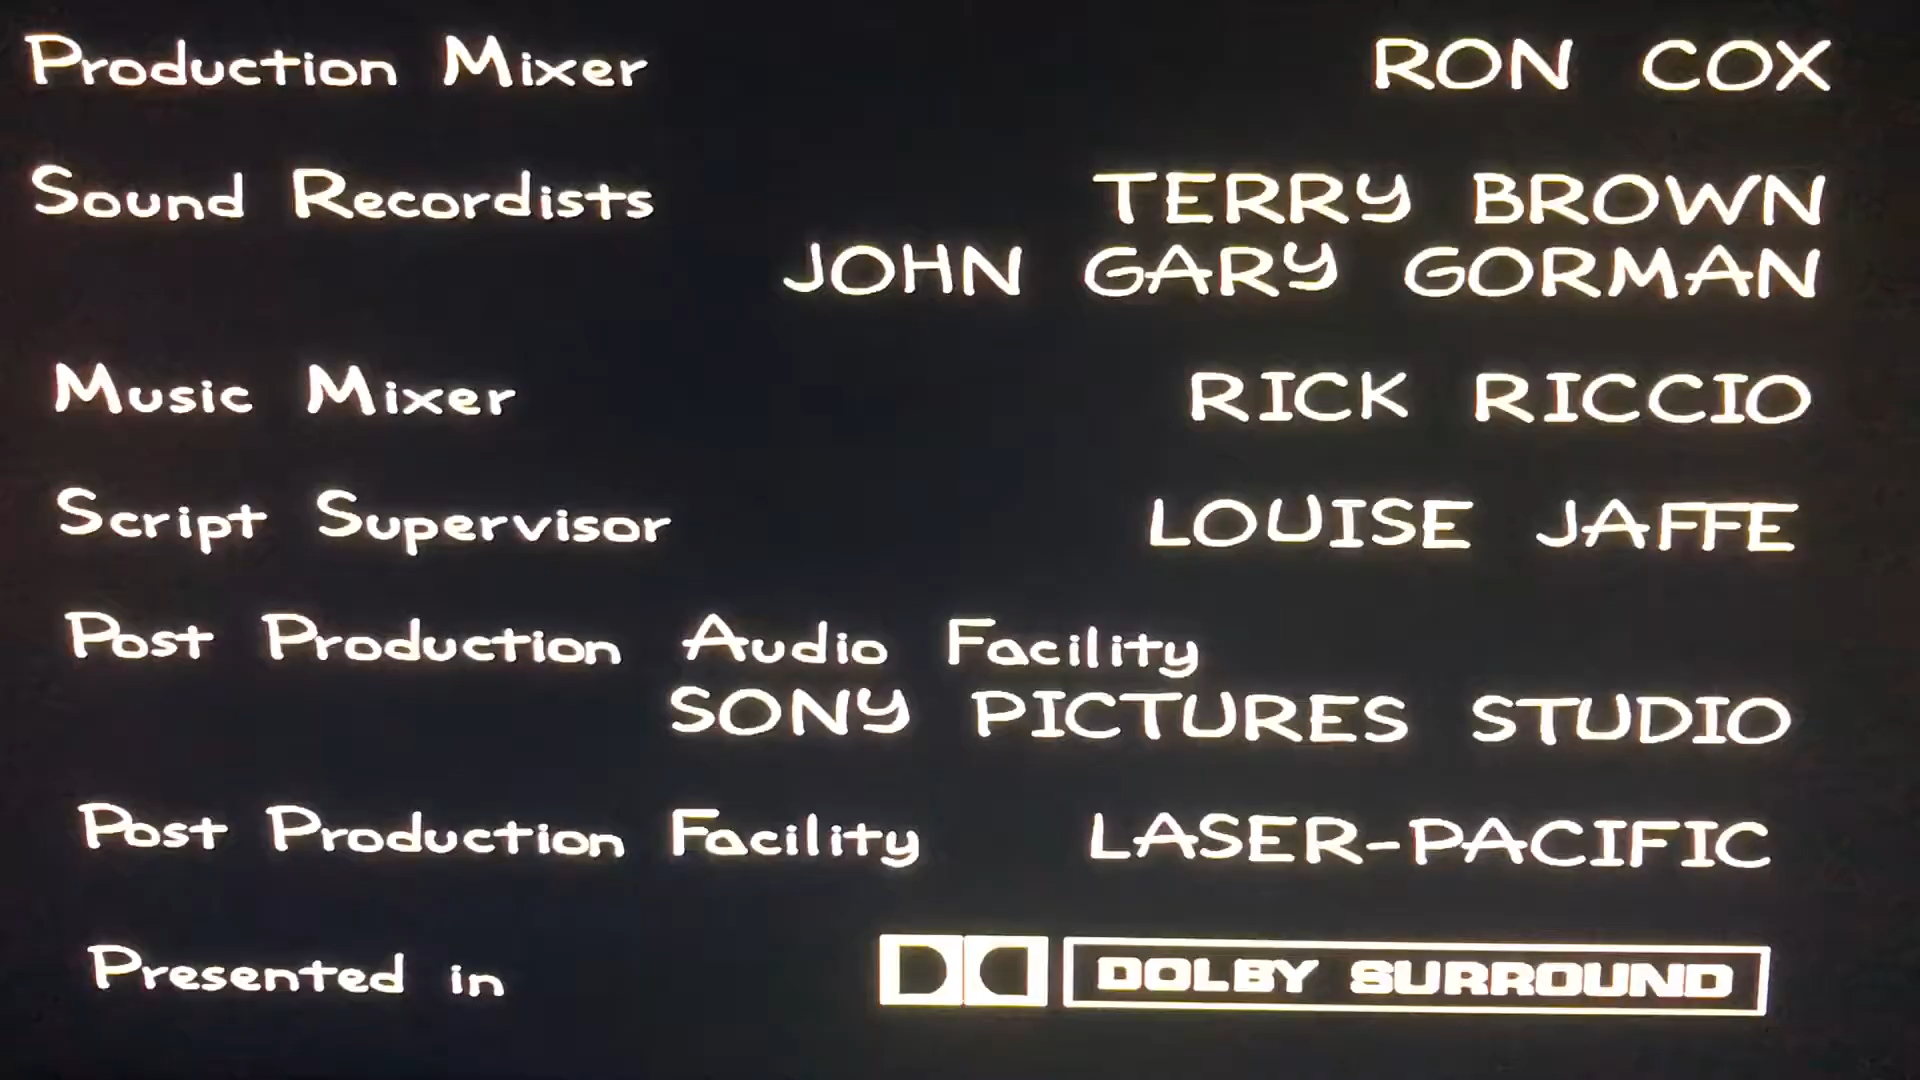 Production Mixer RON COX
Sound Recordists TERRY BROWN
JOHN GARY GORMAN
Music Mixer RICK RICCIO
Script Supervisor LOUISE JAFFE
Post Production Audio Facility
SONY PICTURES STUDIO
Post Production Facility LASER-PACIFIC
Presented in DOLBY SURROUND